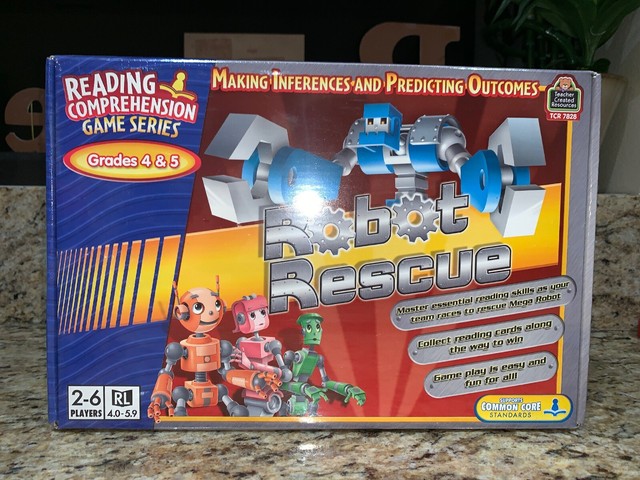 READING
COMPREHENSION
GAME SERIES
Grades 4 & 5
MAKING INFERENCES AND PREDICTING OUTCOMES
Teacher
Created
Resources
TCR 7828
Robot
Rescue
Master essential reading skills as your
team races to rescue Mega Robot
Collect reading cards along
the way to win
Game play is easy and
fun for all!
2-6
PLAYERS
RL
4.0-5.9
SUPPORTS
COMMON CORE
STANDARDS